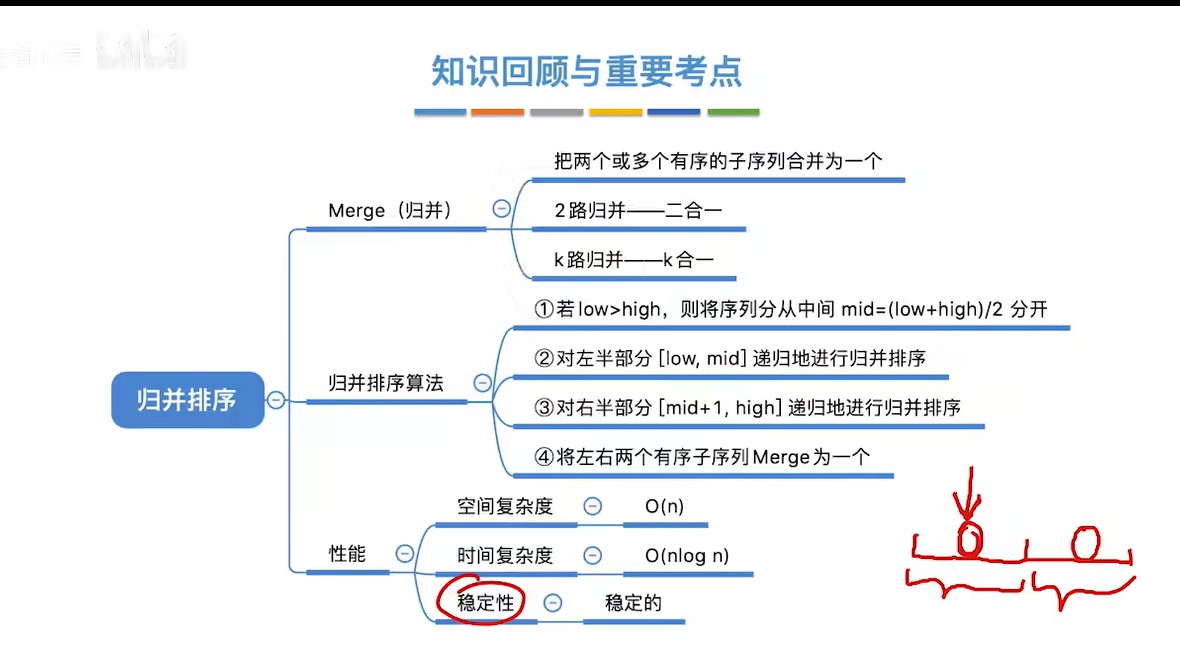 知识回顾与重要考点
把两个或多个有序的子序列合并为一个
Merge（归并）
2路归并——二合一
k路归并——k合一
①若low>high，则将序列分从中间 mid=(low+high)/2 分开
②对左半部分 [low, mid] 递归地进行归并排序
归并排序算法
归并排序
③对右半部分 [mid+1, high] 递归地进行归并排序
④将左右两个有序子序列Merge为一个
空间复杂度
O(n)
性能
时间复杂度
O(nlog n)
稳定性
稳定的